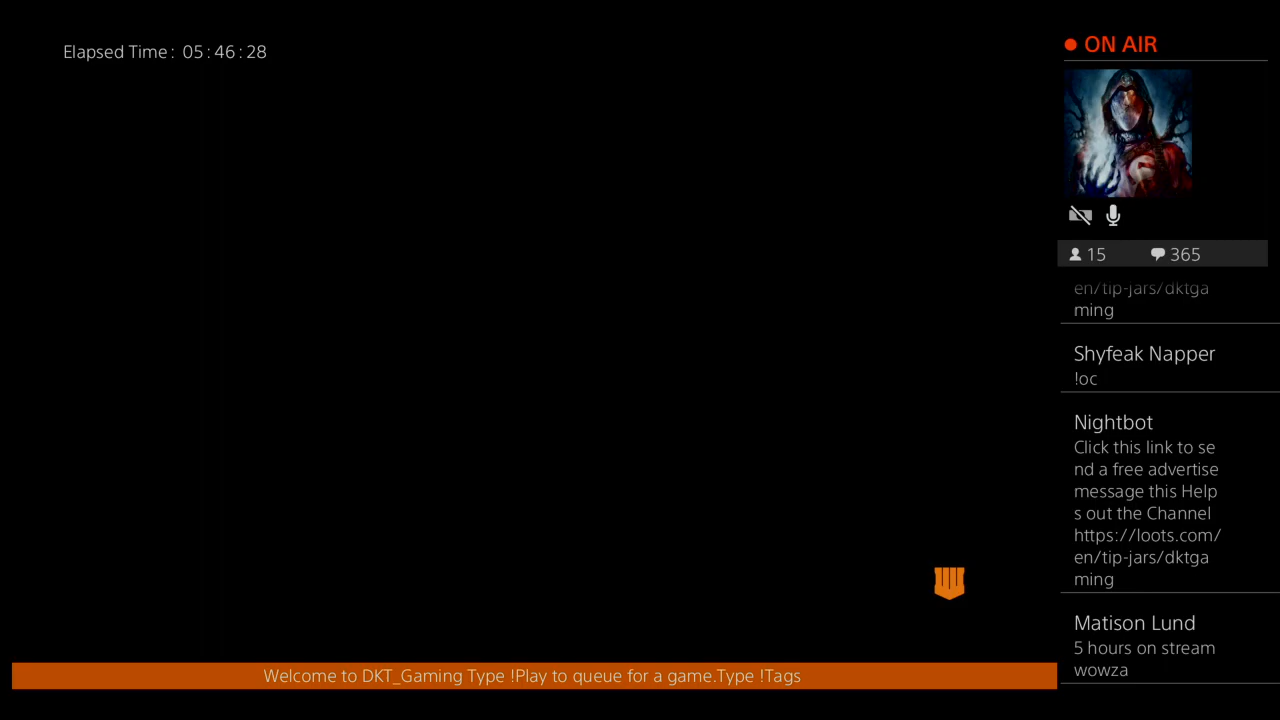 Elapsed Time: 05:46:28
ON AIR
15 365
en/tip-jars/dktga
ming
Shyfeak Napper
!oc
Nightbot
Click this link to se
nd a free advertise
message this Help
s out the Channel
https://loots.com/
en/tip-jars/dktga
ming
Matison Lund
5 hours on stream
wowza
Welcome to DKT_Gaming Type !Play to queue for a game.Type !Tags